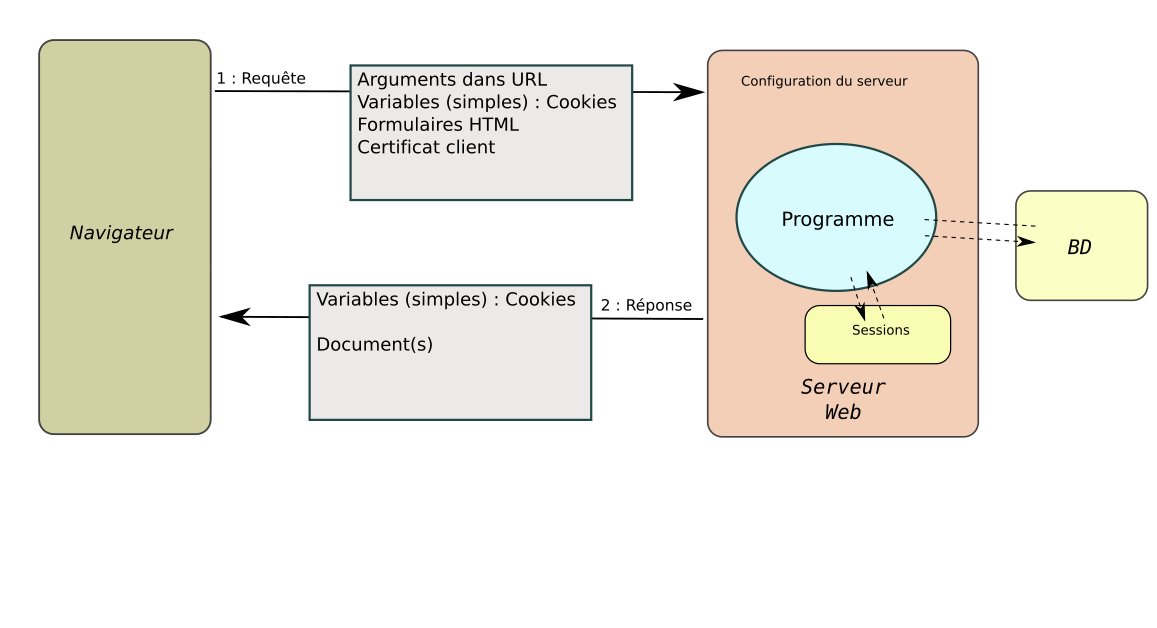 1 : Requête
Arguments dans URL
Variables (simples) : Cookies
Formulaires HTML
Certificat client
Configuration du serveur
Navigateur
Programme
BD
Variables (simples) : Cookies
Document(s)
2 : Réponse
Sessions
Serveur
Web